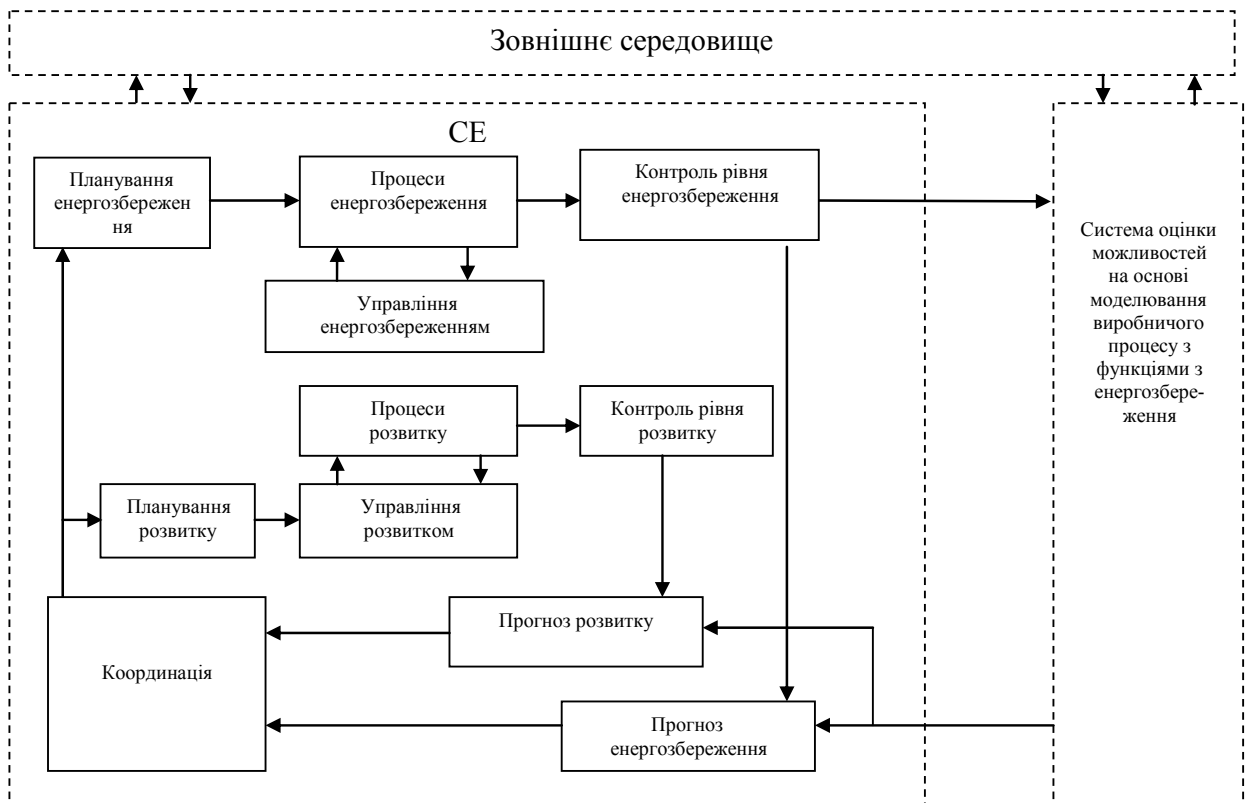 Зовнішнє середовище
СЕ
Планування
енергозбережен
ня
Процеси
енергозбереження
Контроль рівня
енергозбереження
Управління
енергозбереженням
Система оцінки
можливостей
на основі
моделювання
виробничого
процесу з
функціями з
енергозбере-
ження
Процеси
розвитку
Контроль рівня
розвитку
Планування
розвитку
Управління
розвитком
Прогноз розвитку
Координація
Прогноз
енергозбереження